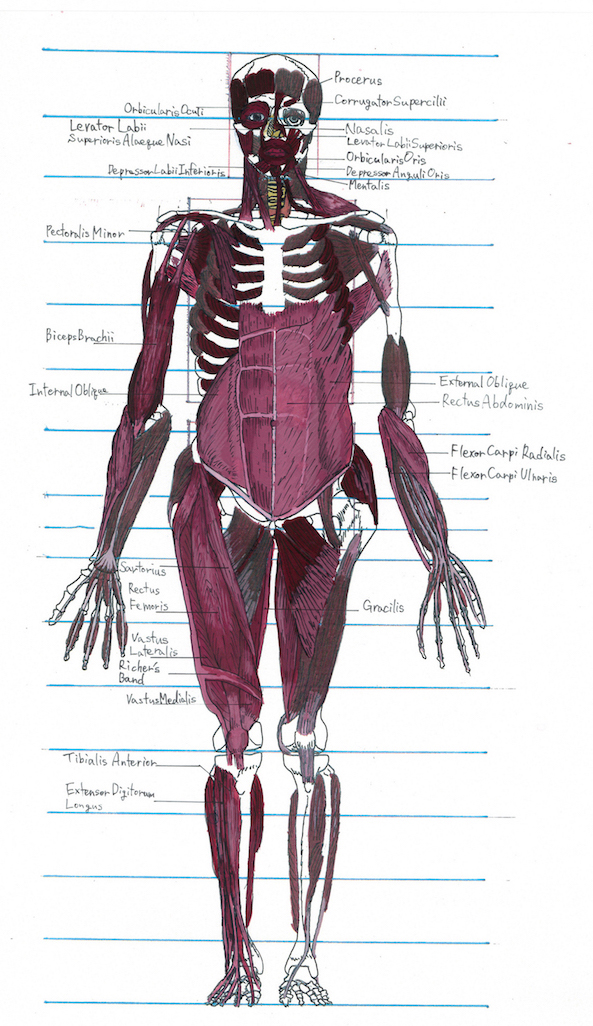 Procerus
Corrugator Supercilii
Orbicularis Oculi
Levator Labii
Superioris Alaeque Nasi
Nasalis
Levator Labii Superioris
Orbicularis Oris
Depressor Labii Inferioris
Depressor Anguli Oris
Mentalis
Pectoralis Minor
Biceps Brachii
Internal Oblique
External Oblique
Rectus Abdominis
Flexor Carpi Radialis
Flexor Carpi Ulnaris
Sartorius
Rectus
Femoris
Gracilis
Vastus
Lateralis
Richer's
Band
Vastus Medialis
Tibialis Anterior
Extensor Digitorum
Longus